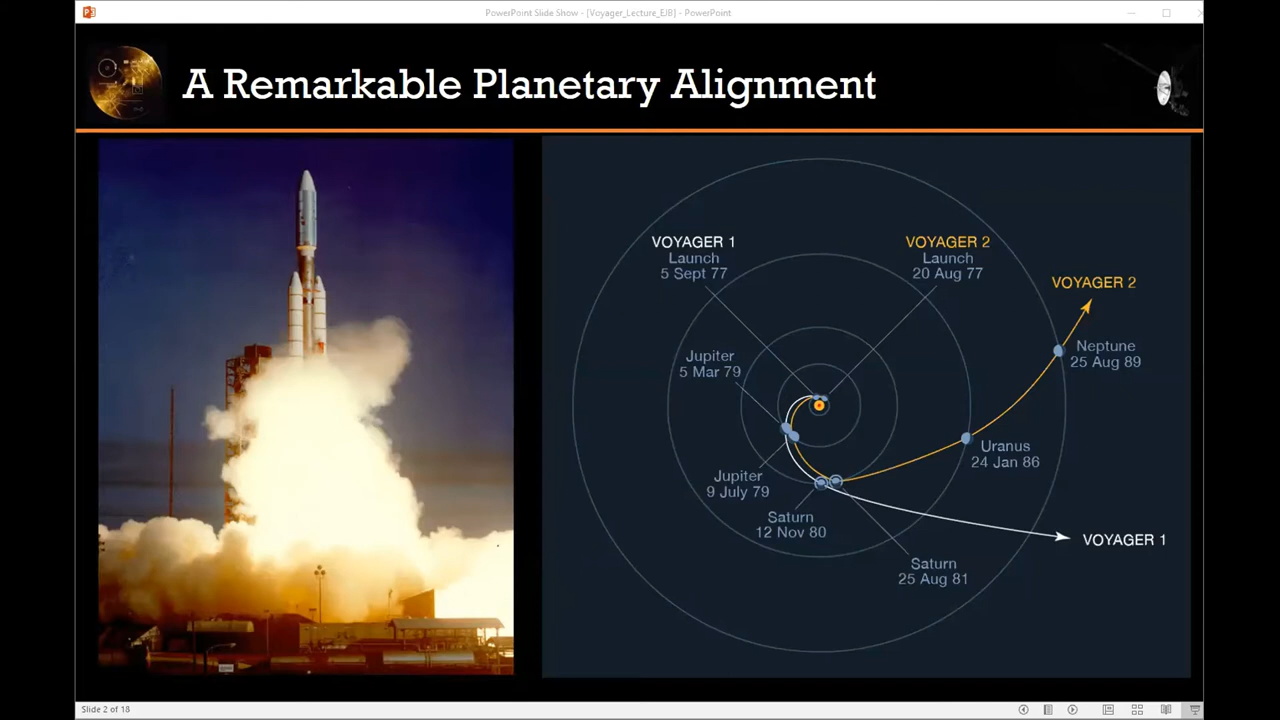 PowerPoint Slide Show - [Voyager_Lecture_EJB] - PowerPoint
A Remarkable Planetary Alignment
VOYAGER 1
Launch
5 Sept 77
VOYAGER 2
Launch
20 Aug 77
VOYAGER 2
Jupiter
5 Mar 79
Neptune
25 Aug 89
Uranus
24 Jan 86
Jupiter
9 July 79
Saturn
12 Nov 80
VOYAGER 1
Saturn
25 Aug 81
Slide 2 of 18